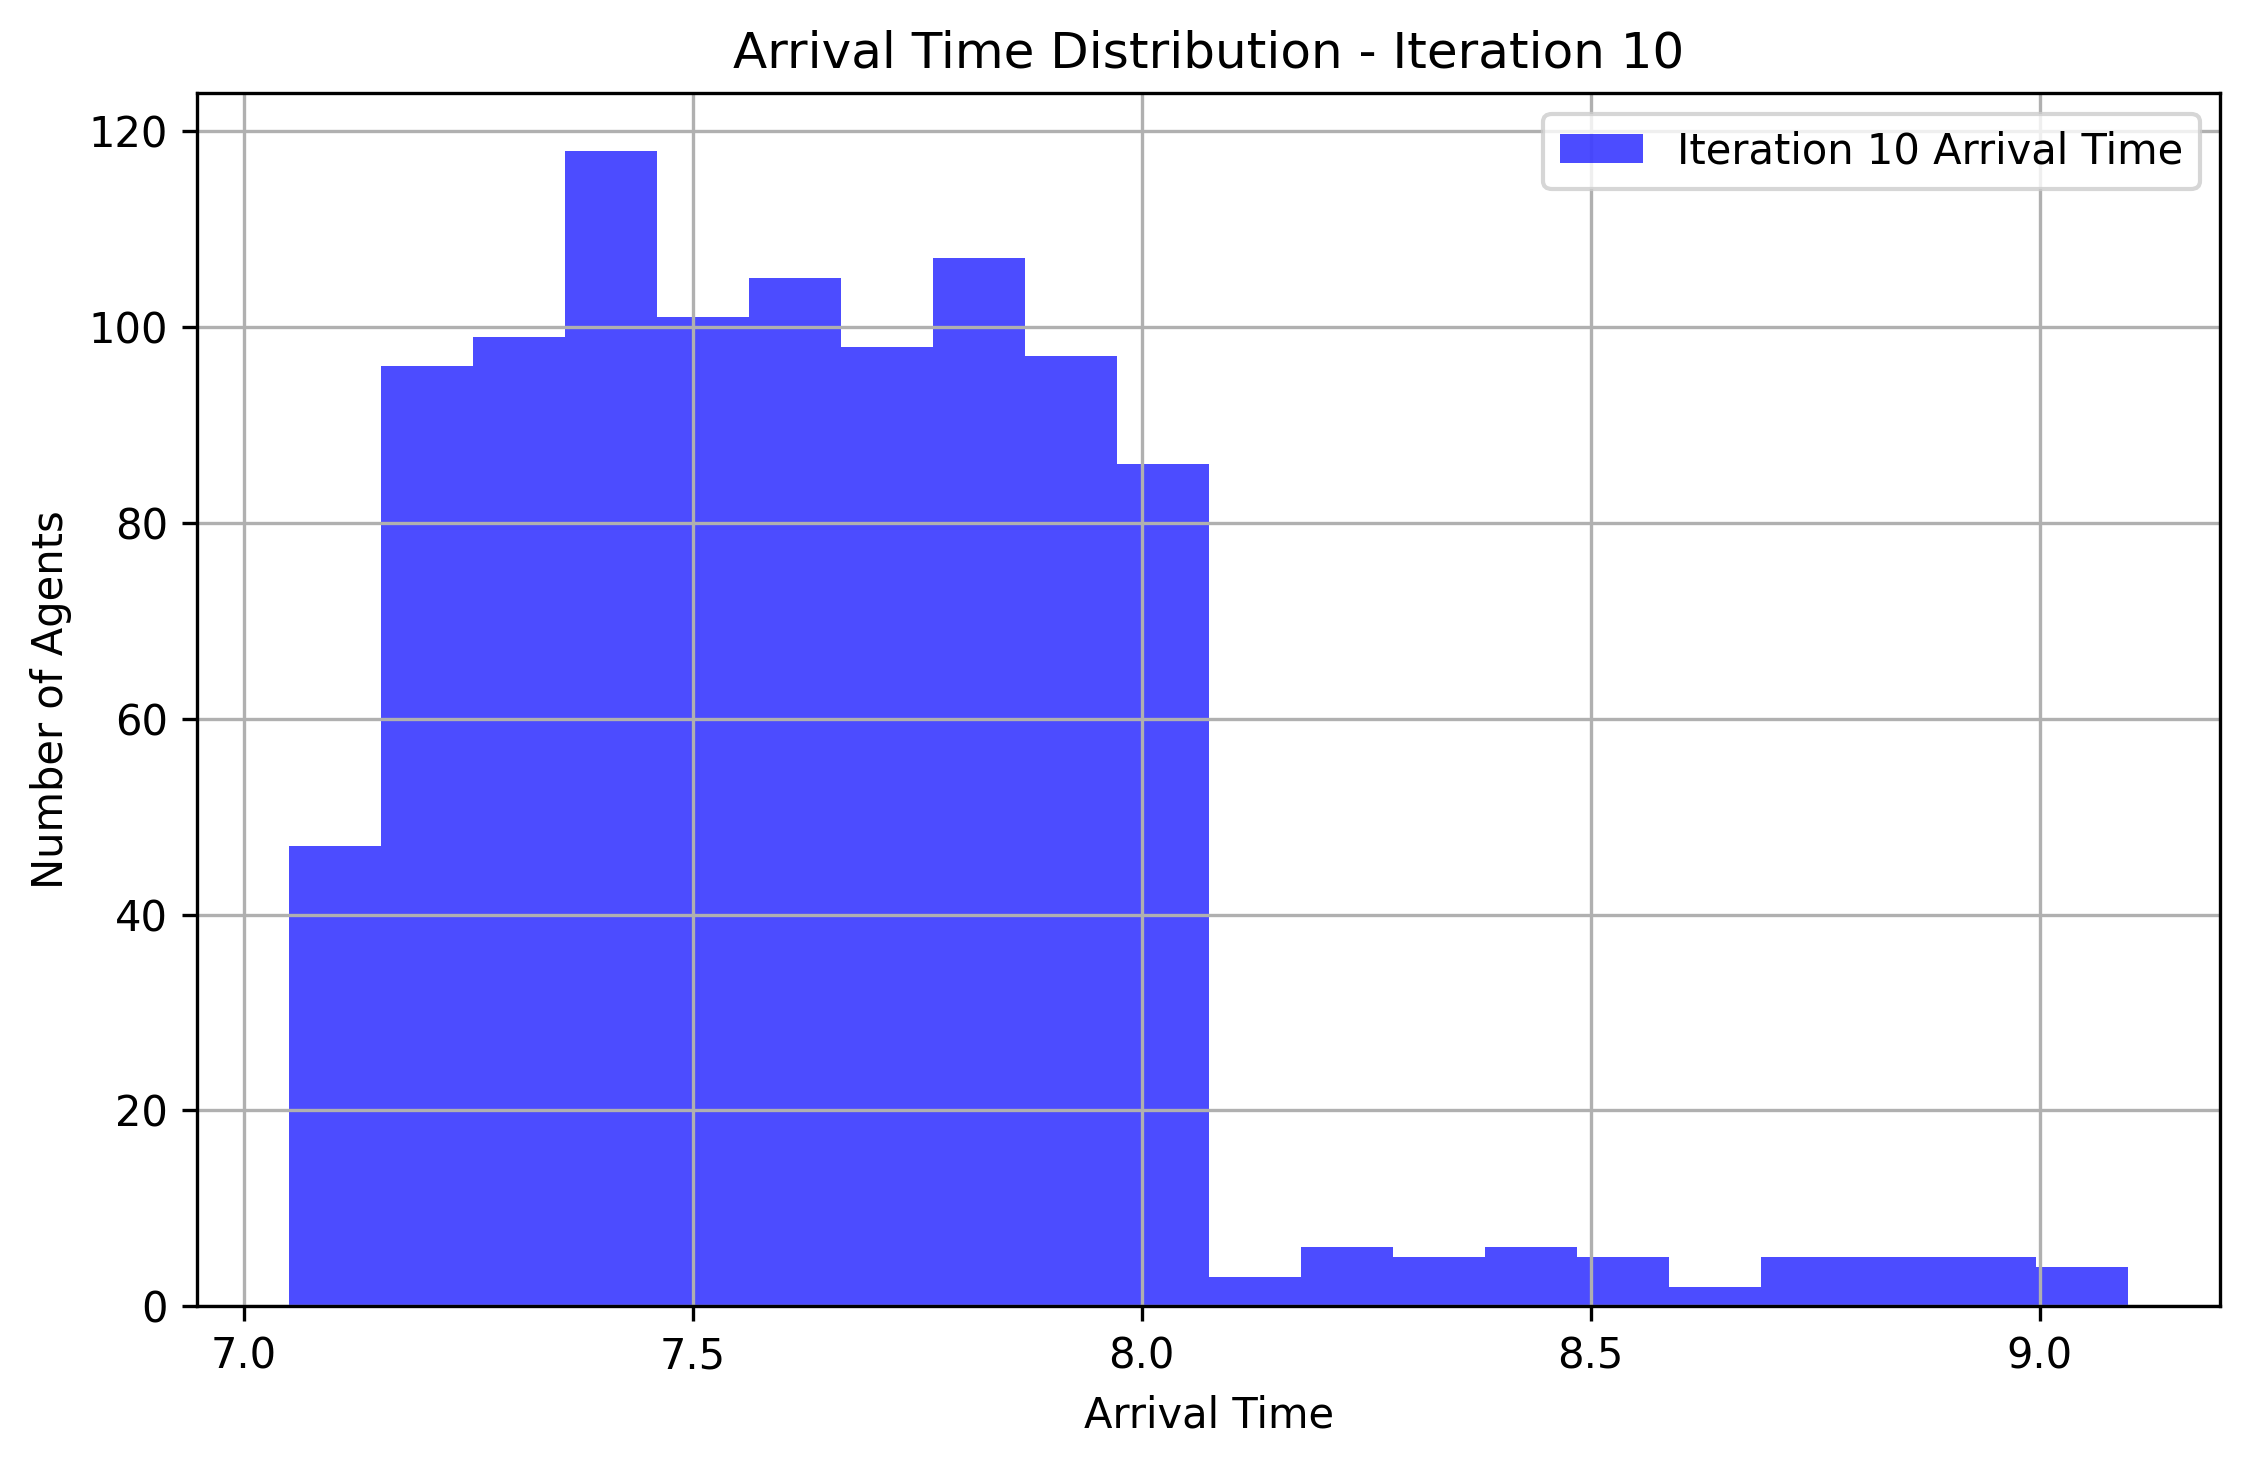 Arrival Time Distribution - Iteration 10
Iteration 10 Arrival Time
120
100
80
60
40
20
0
Number of Agents
7.0 7.5 8.0 8.5 9.0
Arrival Time